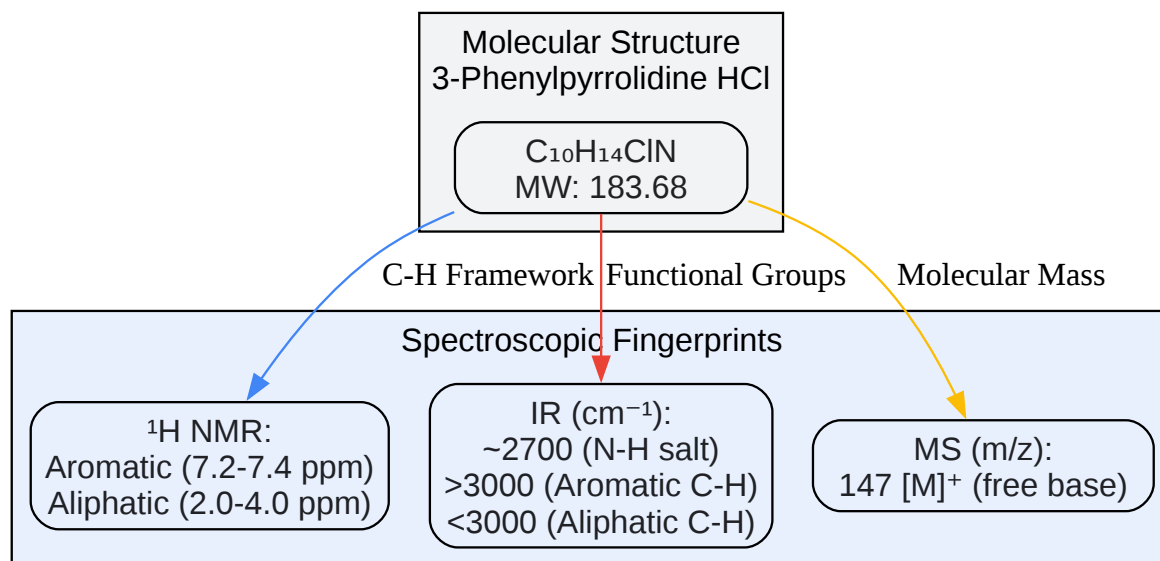 Molecular Structure
3-Phenylpyrrolidine HCl
C₁₀H₁₄ClN
MW: 183.68
C-H Framework
Functional Groups
Molecular Mass
Spectroscopic Fingerprints
¹H NMR:
Aromatic (7.2-7.4 ppm)
Aliphatic (2.0-4.0 ppm)
IR (cm⁻¹):
~2700 (N-H salt)
>3000 (Aromatic C-H)
<3000 (Aliphatic C-H)
MS (m/z):
147 [M]⁺ (free base)